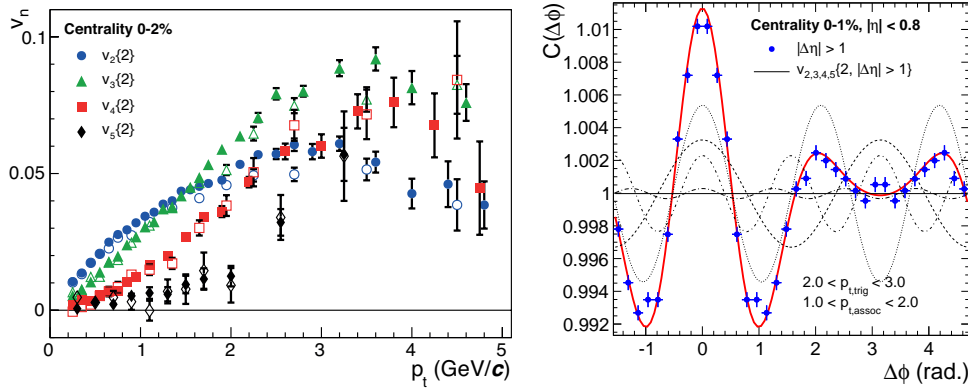 v_n
0.1
0.05
0
Centrality 0-2%
v_2{2}
v_3{2}
v_4{2}
v_5{2}
0 1 2 3 4 5
p_t (GeV/c)
C(Δϕ)
1.01
1.008
1.006
1.004
1.002
1
0.998
0.996
0.994
0.992
Centrality 0-1%, |η| < 0.8
|Δη| > 1
v_{2,3,4,5}{2, |Δη| > 1}
2.0 < p_{t,trig} < 3.0
1.0 < p_{t,assoc} < 2.0
-1 0 1 2 3 4
Δϕ (rad.)